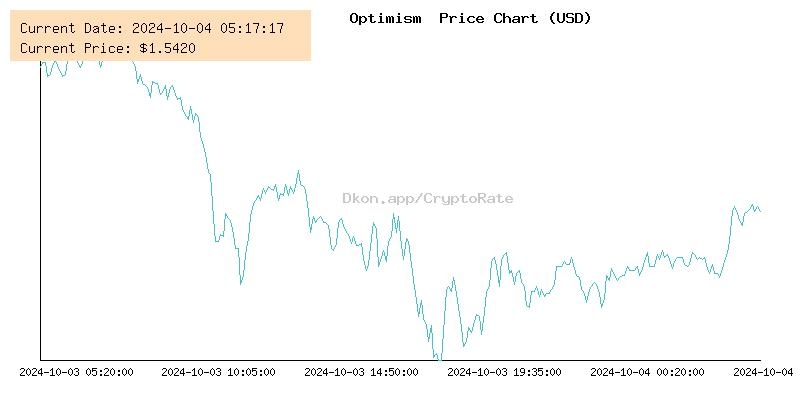 Optimism  Price Chart (USD)
Current Date: 2024-10-04 05:17:17
Current Price: $1.5420
Dkon.app/CryptoRate
2024-10-03 05:20:00 2024-10-03 10:05:00 2024-10-03 14:50:00 2024-10-03 19:35:00 2024-10-04 00:20:00 2024-10-04